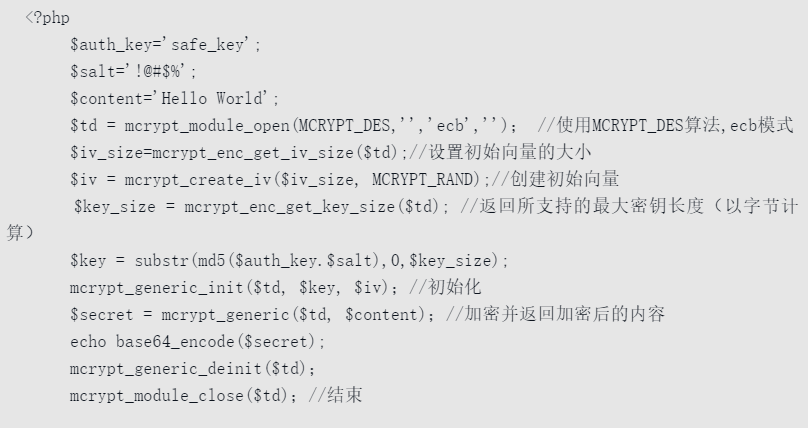 <?php
$auth_key='safe_key';
$salt='!@#$%';
$content='Hello World';
$td = mcrypt_module_open(MCRYPT_DES,'','ecb',''); //使用MCRYPT_DES算法,ecb模式
$iv_size=mcrypt_enc_get_iv_size($td);//设置初始向量的大小
$iv = mcrypt_create_iv($iv_size, MCRYPT_RAND);//创建初始向量
$key_size = mcrypt_enc_get_key_size($td); //返回所支持的最大密钥长度（以字节计
算）
$key = substr(md5($auth_key.$salt),0,$key_size);
mcrypt_generic_init($td, $key, $iv); //初始化
$secret = mcrypt_generic($td, $content); //加密并返回加密后的内容
echo base64_encode($secret);
mcrypt_generic_deinit($td);
mcrypt_module_close($td); //结束